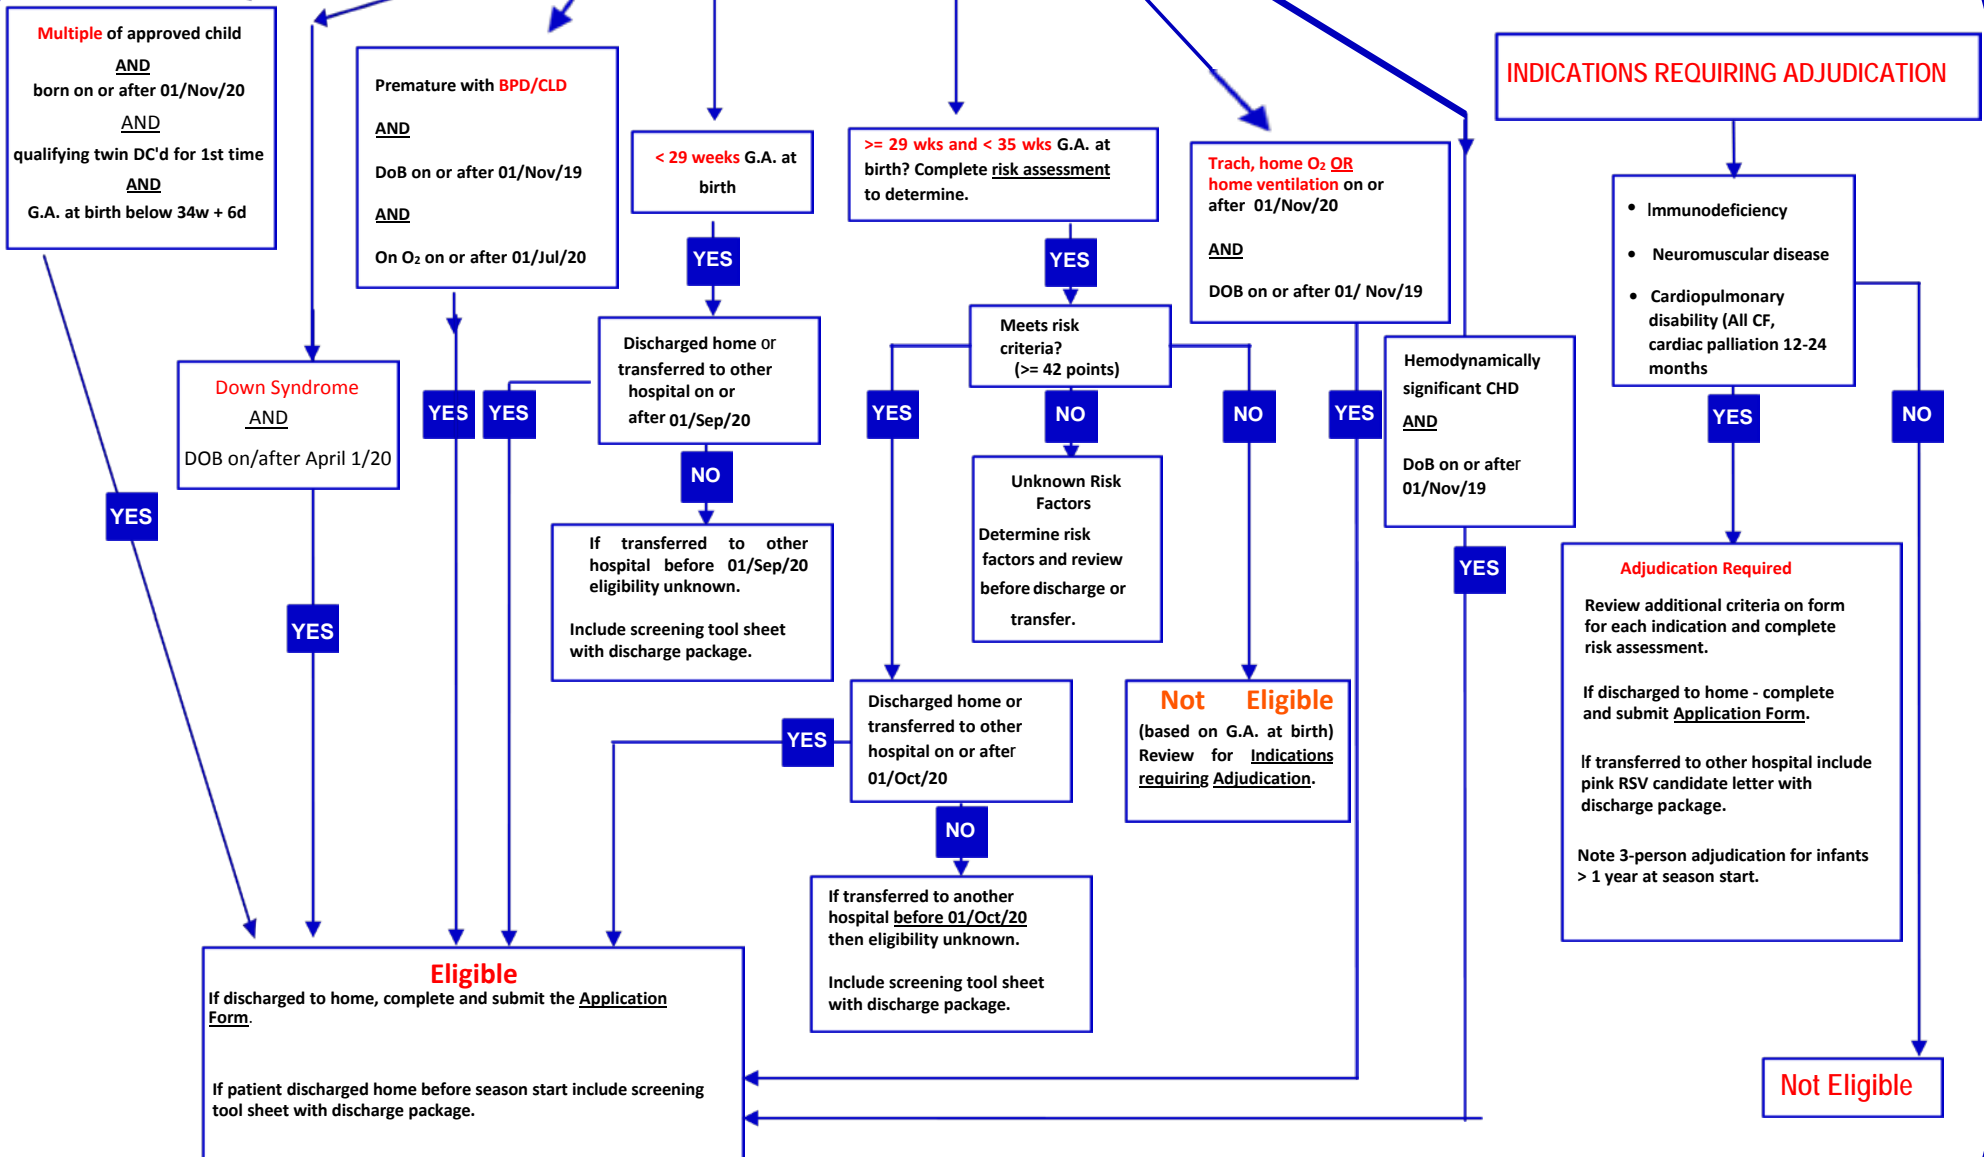 Multiple of approved child
AND
born on or after 01/Nov/20
AND
qualifying twin DC'd for 1st time
AND
G.A. at birth below 34w + 6d
Premature with BPD/CLD
AND
DoB on or after 01/Nov/19
AND
On O₂ on or after 01/Jul/20
< 29 weeks G.A. at
birth
>= 29 wks and < 35 wks G.A. at
birth? Complete risk assessment
to determine.
Trach, home O₂ OR
home ventilation on or
after 01/Nov/20
AND
DOB on or after 01/ Nov/19
INDICATIONS REQUIRING ADJUDICATION
• Immunodeficiency
• Neuromuscular disease
• Cardiopulmonary
disability (All CF,
cardiac palliation 12-24
months
YES
YES
Discharged home or
transferred to other
hospital on or
after 01/Sep/20
Meets risk
criteria?
(>= 42 points)
Hemodynamically
significant CHD
AND
DoB on or after
01/Nov/19
Down Syndrome
AND
DOB on/after April 1/20
YES
YES
YES
NO
NO
YES
YES
NO
YES
NO
Unknown Risk
Factors
Determine risk
factors and review
before discharge or
transfer.
If transferred to other
hospital before 01/Sep/20
eligibility unknown.
Include screening tool sheet
with discharge package.
YES
YES
Adjudication Required
Review additional criteria on form
for each indication and complete
risk assessment.
If discharged to home - complete
and submit Application Form.
If transferred to other hospital include
pink RSV candidate letter with
discharge package.
Note 3-person adjudication for infants
> 1 year at season start.
Discharged home or
transferred to other
hospital on or after
01/Oct/20
YES
Not Eligible
(based on G.A. at birth)
Review for Indications
requiring Adjudication.
NO
If transferred to another
hospital before 01/Oct/20
then eligibility unknown.
Include screening tool sheet
with discharge package.
Eligible
If discharged to home, complete and submit the Application
Form.
If patient discharged home before season start include screening
tool sheet with discharge package.
Not Eligible